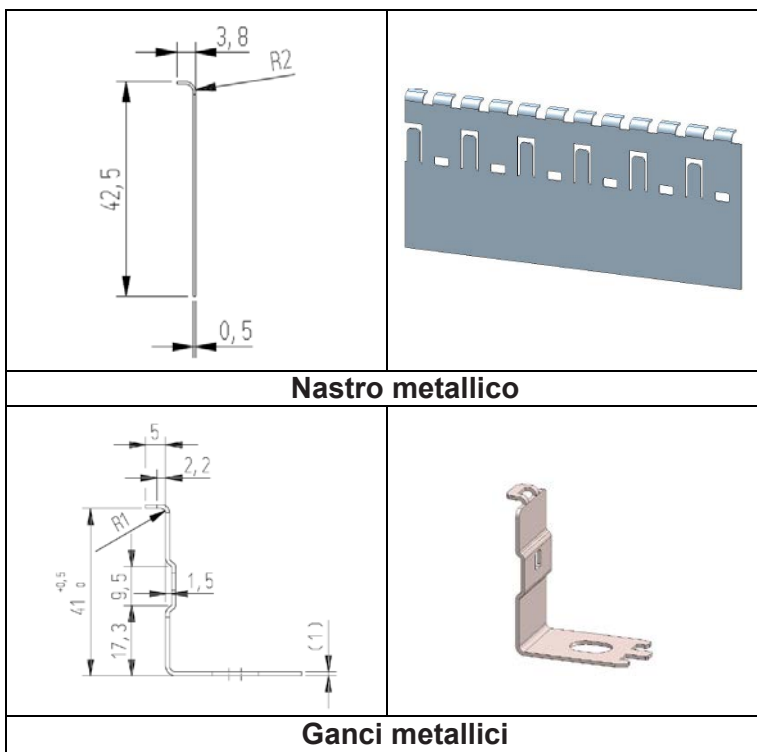 3,8
R2
42,5
0,5
Nastro metallico
5
2,2
R1
41 +0,5 0
9,5
1,5
17,3
(1)
Ganci metallici